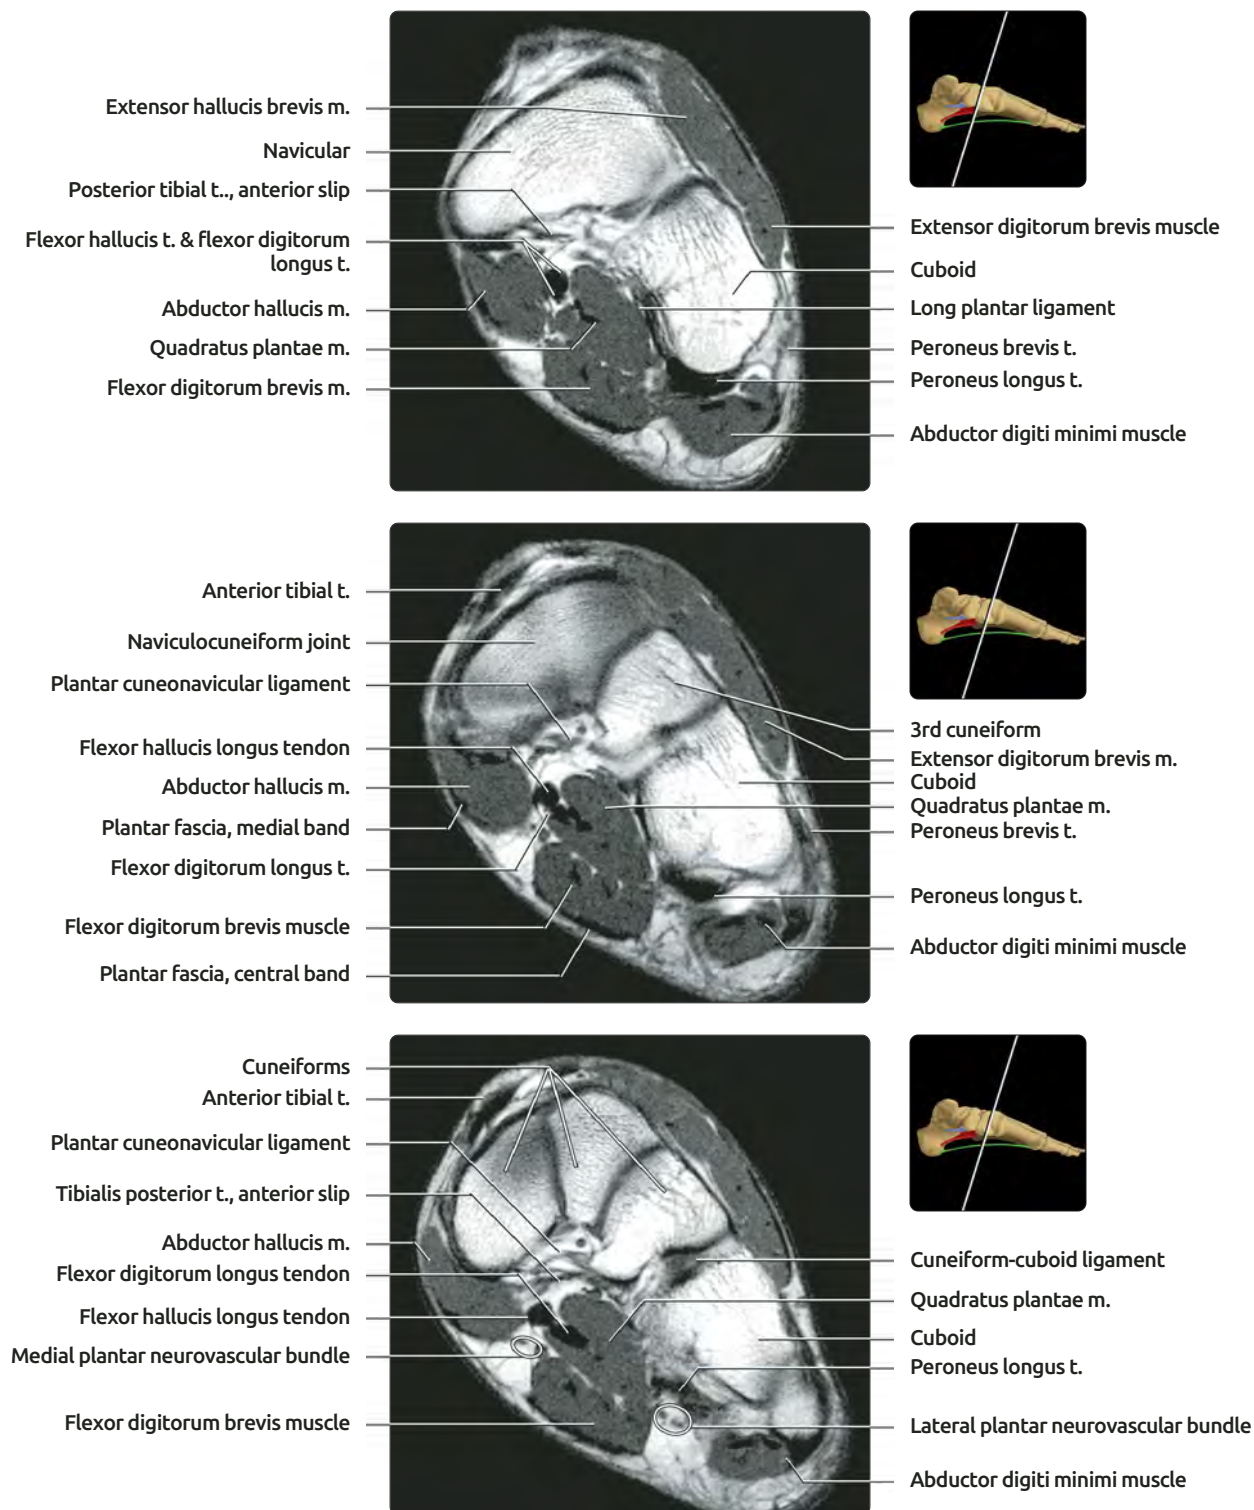 Extensor hallucis brevis m.
Navicular
Posterior tibial t.., anterior slip
Flexor hallucis t. & flexor digitorum
longus t.
Abductor hallucis m.
Quadratus plantae m.
Flexor digitorum brevis m.
Extensor digitorum brevis muscle
Cuboid
Long plantar ligament
Peroneus brevis t.
Peroneus longus t.
Abductor digiti minimi muscle
Anterior tibial t.
Naviculocuneiform joint
Plantar cuneonavicular ligament
Flexor hallucis longus tendon
Abductor hallucis m.
Plantar fascia, medial band
Flexor digitorum longus t.
Flexor digitorum brevis muscle
Plantar fascia, central band
3rd cuneiform
Extensor digitorum brevis m.
Cuboid
Quadratus plantae m.
Peroneus brevis t.
Peroneus longus t.
Abductor digiti minimi muscle
Cuneiforms
Anterior tibial t.
Plantar cuneonavicular ligament
Tibialis posterior t., anterior slip
Abductor hallucis m.
Flexor digitorum longus tendon
Flexor hallucis longus tendon
Medial plantar neurovascular bundle
Flexor digitorum brevis muscle
Cuneiform-cuboid ligament
Quadratus plantae m.
Cuboid
Peroneus longus t.
Lateral plantar neurovascular bundle
Abductor digiti minimi muscle